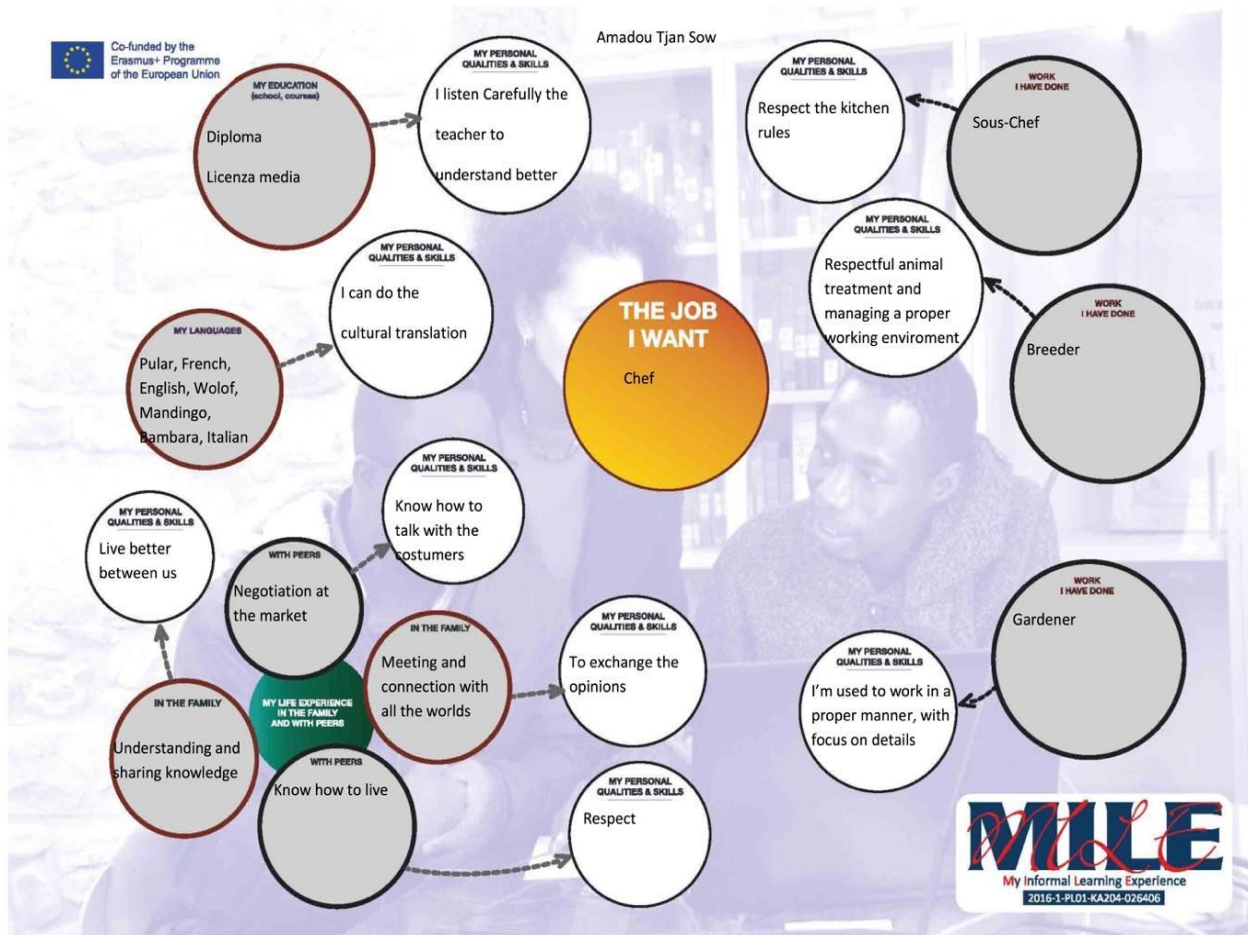 Co-funded by the
Erasmus+ Programme
of the European Union
Amadou Tjan Sow
MY EDUCATION
(school, courses)
Diploma
Licenza media
MY PERSONAL
QUALITIES & SKILLS
I listen Carefully the
teacher to
understand better
MY PERSONAL
QUALITIES & SKILLS
Respect the kitchen
rules
WORK
I HAVE DONE
Sous-Chef
MY LANGUAGES
Pular, French,
English, Wolof,
Mandingo,
Bambara, Italian
MY PERSONAL
QUALITIES & SKILLS
I can do the
cultural translation
THE JOB
I WANT
Chef
MY PERSONAL
QUALITIES & SKILLS
Respectful animal
treatment and
managing a proper
working enviroment
WORK
I HAVE DONE
Breeder
MY PERSONAL
QUALITIES & SKILLS
Live better
between us
WITH PEERS
Negotiation at
the market
MY PERSONAL
QUALITIES & SKILLS
Know how to
talk with the
costumers
IN THE FAMILY
Understanding and
sharing knowledge
MY LIFE EXPERIENCE
IN THE FAMILY
AND WITH PEERS
IN THE FAMILY
Meeting and
connection with
all the worlds
MY PERSONAL
QUALITIES & SKILLS
To exchange the
opinions
WITH PEERS
Know how to live
MY PERSONAL
QUALITIES & SKILLS
Respect
MY PERSONAL
QUALITIES & SKILLS
I'm used to work in a
proper manner, with
focus on details
WORK
I HAVE DONE
Gardener
MILE
MILE
My Informal Learning Experience
2016-1-PL01-KA204-026406